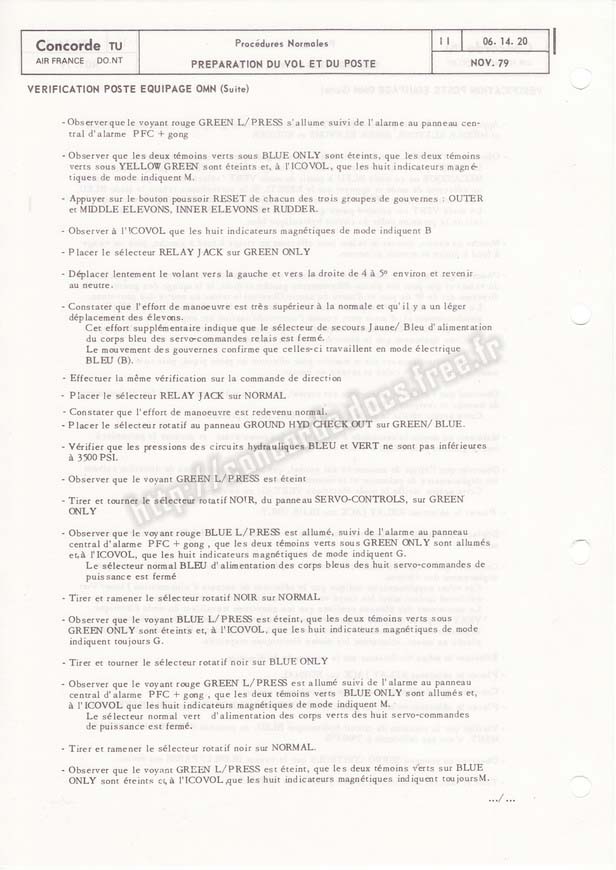 Concorde TU
AIR FRANCE DO.NT
Procédures Normales
PREPARATION DU VOL ET DU POSTE
II
06. 14. 20
NOV. 79
VERIFICATION POSTE EQUIPAGE OMN (Suite)
- Observer que le voyant rouge GREEN L/PRESS s'allume suivi de l'alarme au panneau cen-
tral d'alarme PFC + gong
- Observer que les deux témoins verts sous BLUE ONLY sont éteints, que les deux témoins
verts sous YELLOW GREEN sont éteints et, à l'ICOVOL, que les huit indicateurs magné-
tiques de mode indiquent M.
- Appuyer sur le bouton poussoir RESET de chacun des trois groupes de gouvernes : OUTER
et MIDDLE ELEVONS, INNER ELEVONS et RUDDER.
- Observer à l'ICOVOL que les huit indicateurs magnétiques de mode indiquent B
- Placer le sélecteur RELAY JACK sur GREEN ONLY
- Déplacer lentement le volant vers la gauche et vers la droite de 4 à 5° environ et revenir
au neutre.
- Constater que l'effort de manoeuvre est très supérieur à la normale et qu'il y a un léger
déplacement des élevons.
Cet effort supplémentaire indique que le sélecteur de secours Jaune/ Bleu d'alimentation
du corps bleu des servo-commandes relais est fermé.
Le mouvement des gouvernes confirme que celles-ci travaillent en mode électrique
BLEU (B).
- Effectuer la même vérification sur la commande de direction
- Placer le sélecteur RELAY JACK sur NORMAL
- Constater que l'effort de manoeuvre est redevenu normal.
- Placer le sélecteur rotatif au panneau GROUND HYD CHECK OUT sur GREEN/ BLUE.
- Vérifier que les pressions des circuits hydrauliques BLEU et VERT ne sont pas inférieures
à 3500 PSI.
- Observer que le voyant GREEN L/PRESS est éteint
- Tirer et tourner le sélecteur rotatif NOIR, du panneau SERVO-CONTROLS, sur GREEN
ONLY
- Observer que le voyant rouge BLUE L/PRESS est allumé, suivi de l'alarme au panneau
central d'alarme PFC + gong , que les deux témoins verts sous GREEN ONLY sont allumés
et,à l'ICOVOL, que les huit indicateurs magnétiques de mode indiquent G.
Le sélecteur normal BLEU d'alimentation des corps bleus des huit servo-commandes de
puissance est fermé
- Tirer et ramener le sélecteur rotatif NOIR sur NORMAL
- Observer que le voyant BLUE L/PRESS est éteint, que les deux témoins verts sous
GREEN ONLY sont éteints et, à l'ICOVOL, que les huit indicateurs magnétiques de mode
indiquent toujours G.
- Tirer et tourner le sélecteur rotatif noir sur BLUE ONLY
- Observer que le voyant rouge GREEN L/PRESS est allumé suivi de l'alarme au panneau
central d'alarme PFC + gong , que les deux témoins verts BLUE ONLY sont allumés et,
à l'ICOVOL que les huit indicateurs magnétiques de mode indiquent M.
Le sélecteur normal vert d'alimentation des corps verts des huit servo-commandes
de puissance est fermé.
- Tirer et ramener le sélecteur rotatif noir sur NORMAL.
- Observer que le voyant GREEN L/PRESS est éteint, que les deux témoins verts sur BLUE
ONLY sont éteints et, à l'ICOVOL ,que les huit indicateurs magnétiques indiquent toujours M.
.../ ...
http://concorde.docs.free.fr